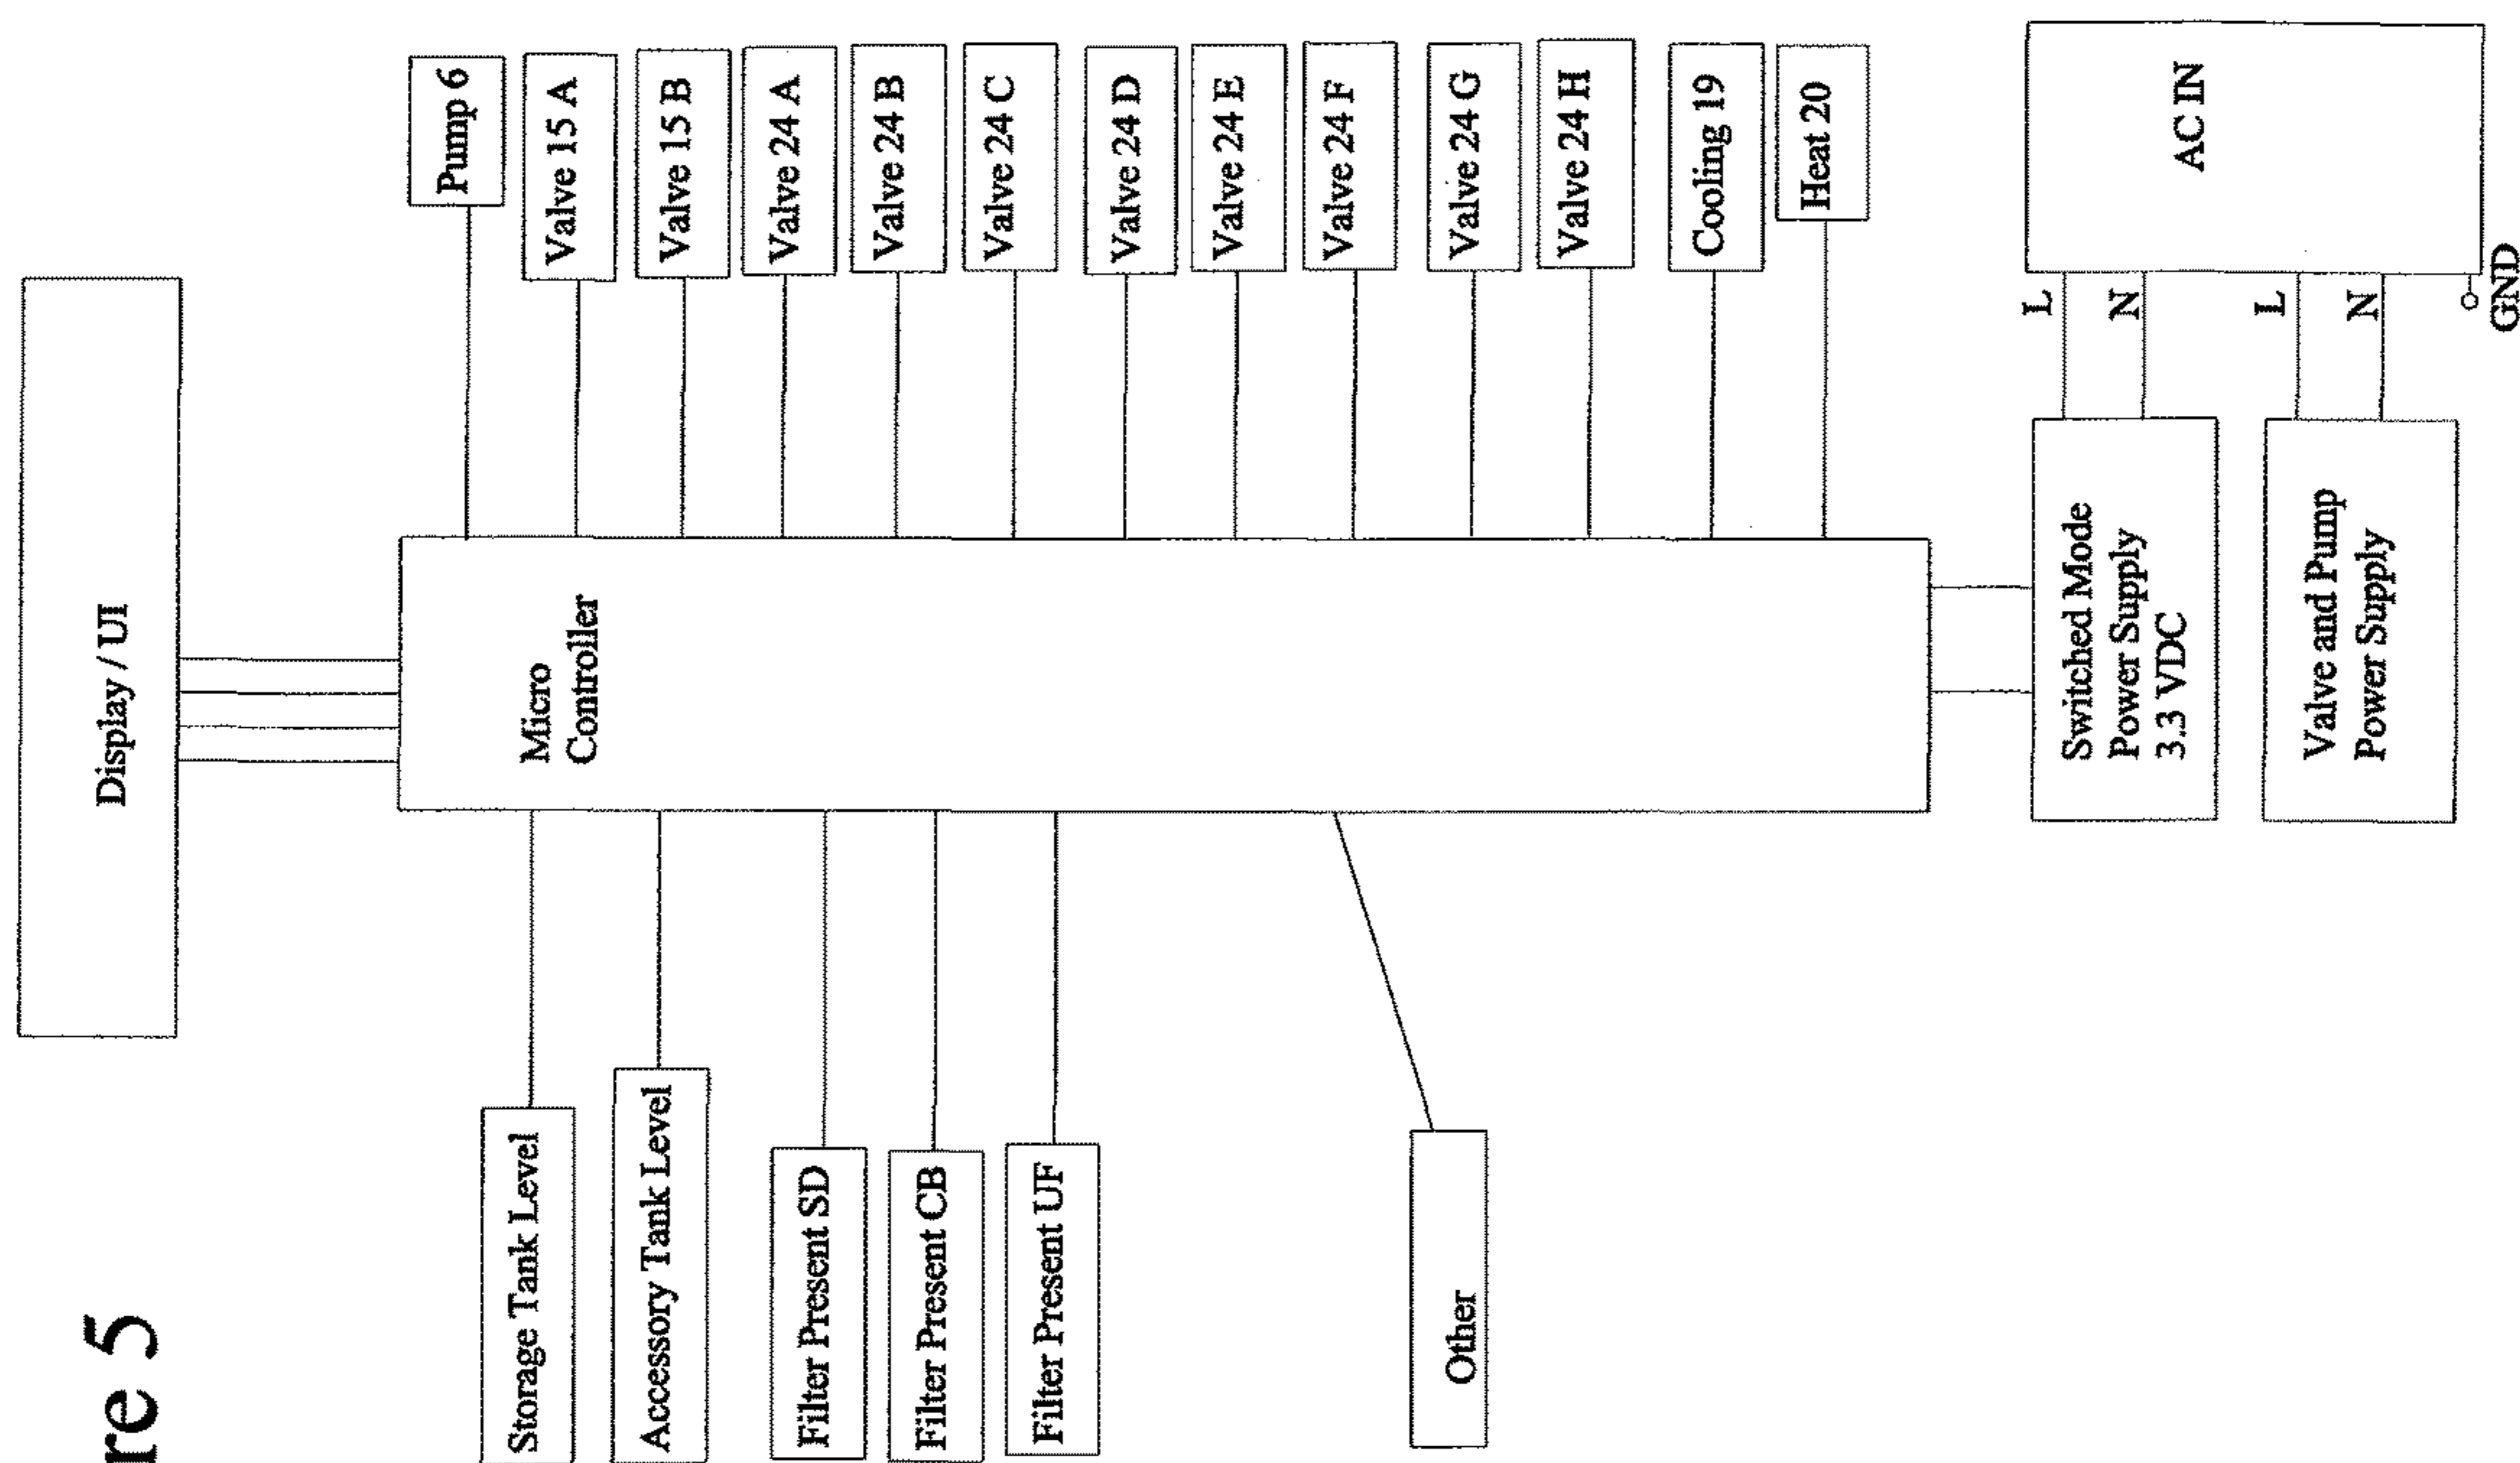 re 5
Display / UI
Storage Tank Level
Accessory Tank Level
Filter Present SD
Filter Present CB
Filter Present UF
Other
Micro
Controller
Pump 6
Valve 15 A
Valve 15 B
Valve 24 A
Valve 24 B
Valve 24 C
Valve 24 D
Valve 24 E
Valve 24 F
Valve 24 G
Valve 24 H
Cooling 19
Heat 20
Switched Mode
Power Supply
3.3 VDC
Valve and Pump
Power Supply
L
N
L
N
GND
AC IN